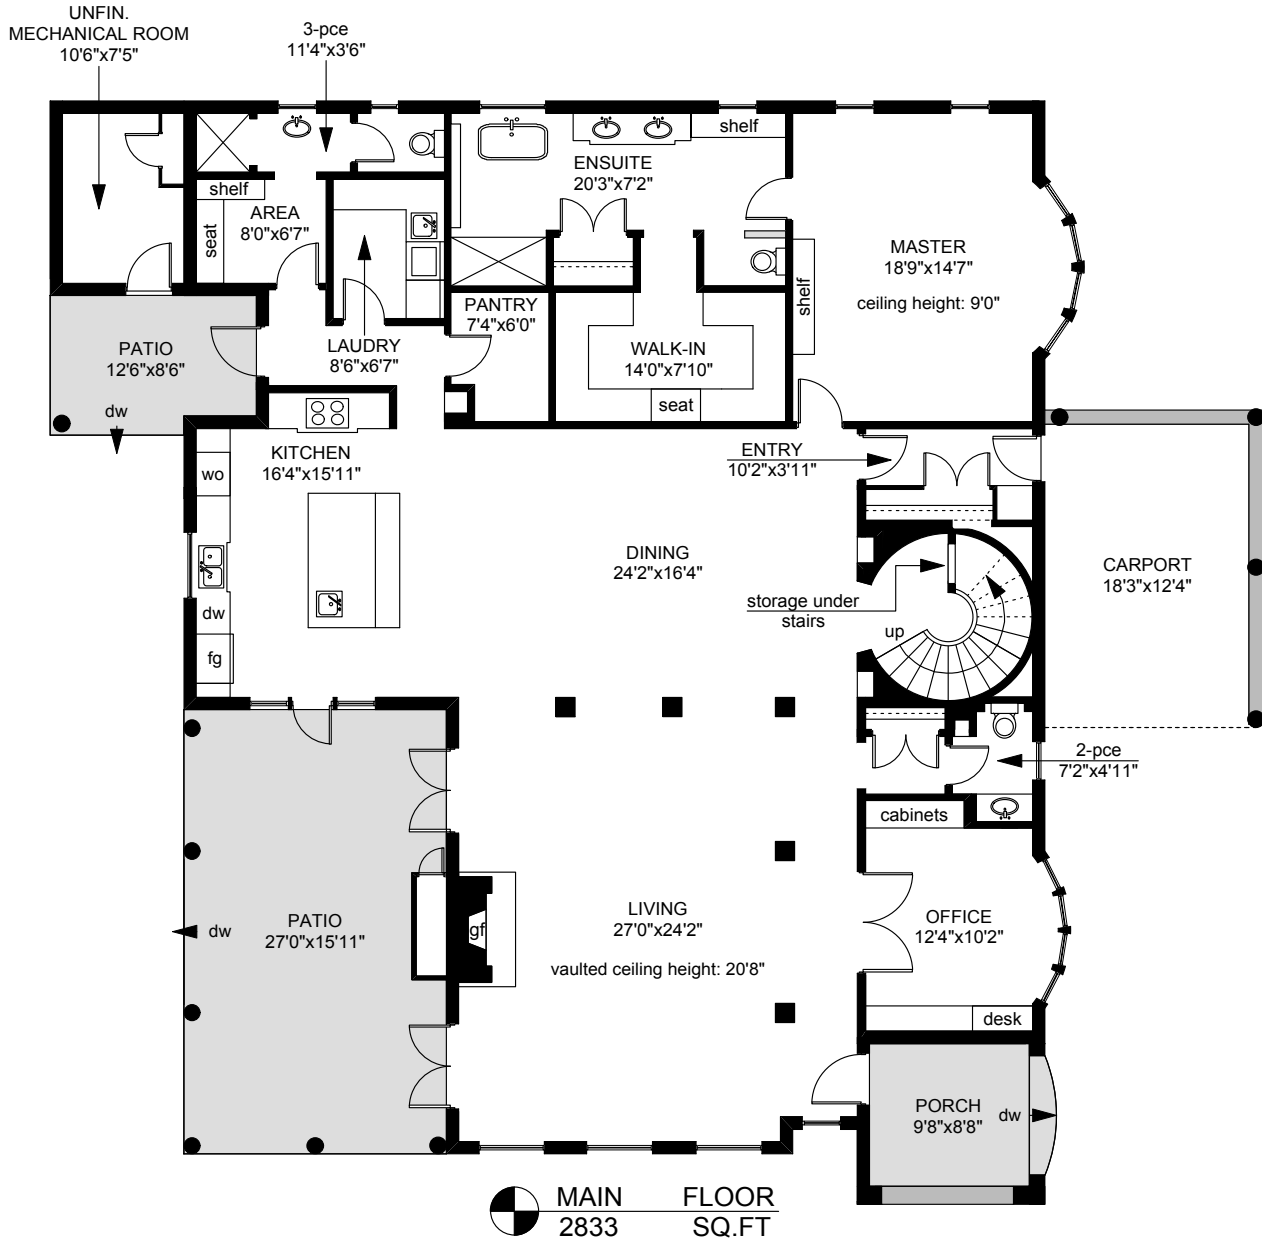 UNFIN.
MECHANICAL ROOM
10'6"x7'5"
3-pce
11'4"x3'6"
shelf
ENSUITE
20'3"x7'2"
shelf
seat
AREA
8'0"x6'7"
MASTER
18'9"x14'7"
ceiling height: 9'0"
shelf
PANTRY
7'4"x6'0"
PATIO
12'6"x8'6"
LAUDRY
8'6"x6'7"
WALK-IN
14'0"x7'10"
seat
dw
KITCHEN
16'4"x15'11"
wo
ENTRY
10'2"x3'11"
DINING
24'2"x16'4"
CARPORT
18'3"x12'4"
storage under
stairs
up
dw
fg
2-pce
7'2"x4'11"
cabinets
PATIO
27'0"x15'11"
dw
gf
LIVING
27'0"x24'2"
vaulted ceiling height: 20'8"
OFFICE
12'4"x10'2"
desk
PORCH
9'8"x8'8"
dw
MAIN FLOOR
2833 SQ.FT